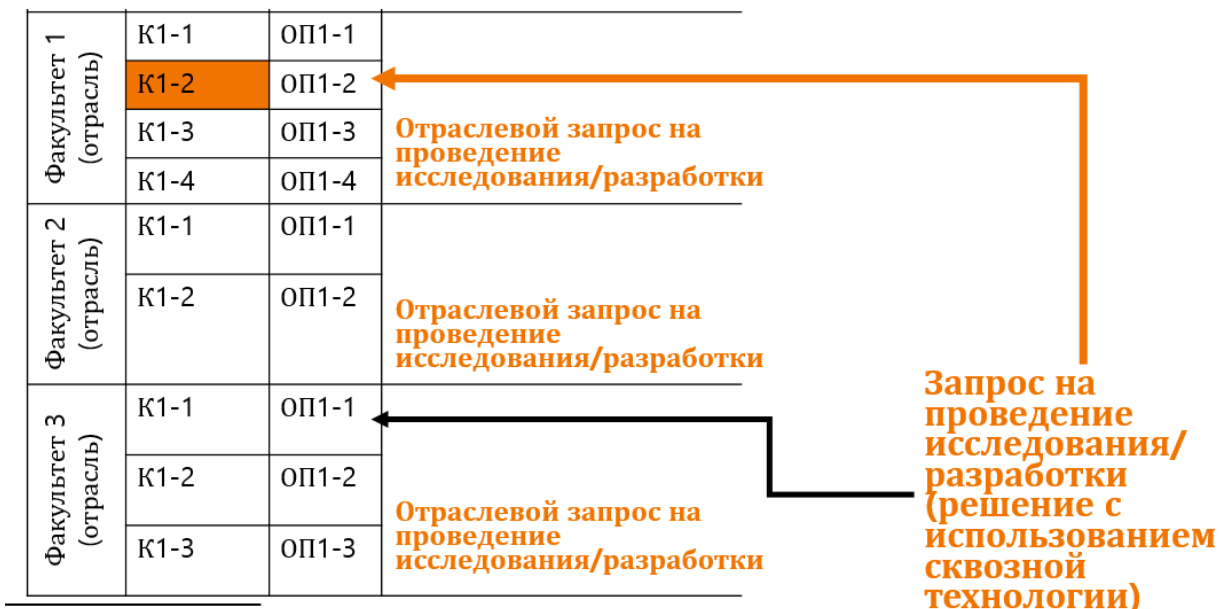 Факультет 1
(отрасль)
К1-1 ОП1-1
К1-2 ОП1-2
К1-3 ОП1-3
К1-4 ОП1-4
Отраслевой запрос на
проведение
исследования/разработки
Факультет 2
(отрасль)
К1-1 ОП1-1
К1-2 ОП1-2
Отраслевой запрос на
проведение
исследования/разработки
Факультет 3
(отрасль)
К1-1 ОП1-1
К1-2 ОП1-2
К1-3 ОП1-3
Отраслевой запрос на
проведение
исследования/разработки
Запрос на
проведение
исследования/
разработки
(решение с
использованием
сквозной
технологии)